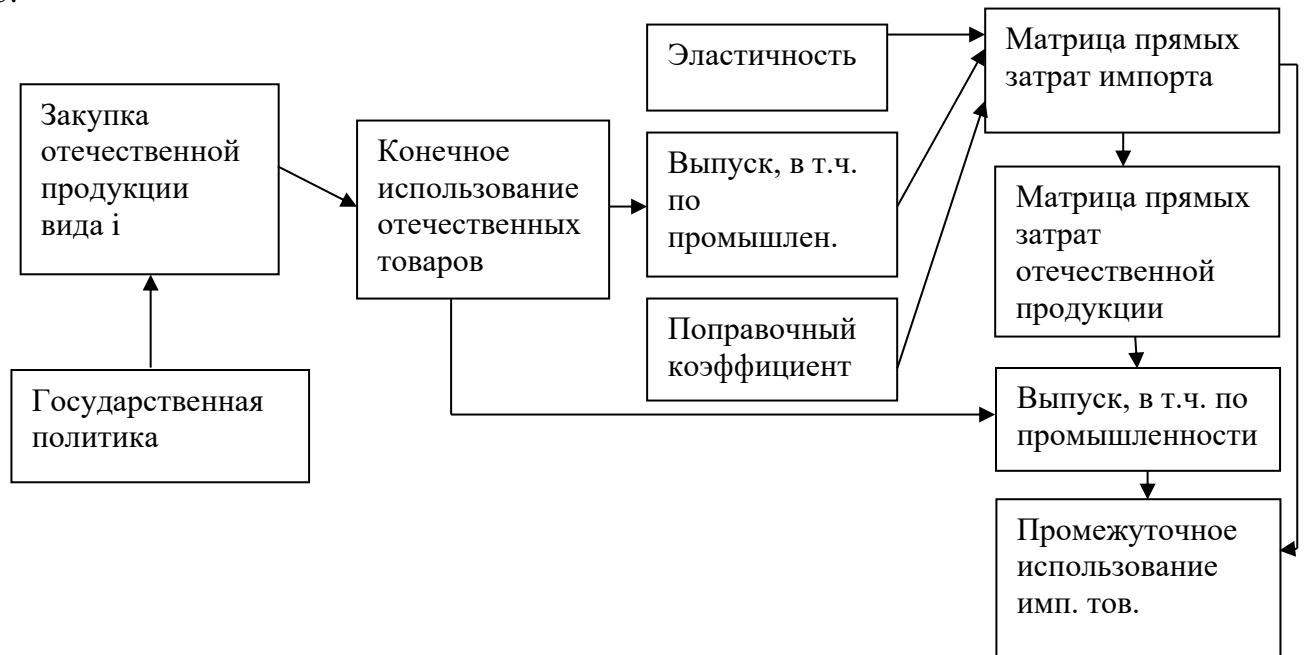 Закупка
отечественной
продукции
вида i
Государственная
политика
Конечное
использование
отечественных
товаров
Эластичность
Выпуск, в т.ч.
по
промышлен.
Поправочный
коэффициент
Матрица прямых
затрат импорта
Матрица прямых
затрат
отечественной
продукции
Выпуск, в т.ч. по
промышленности
Промежуточное
использование
имп. тов.